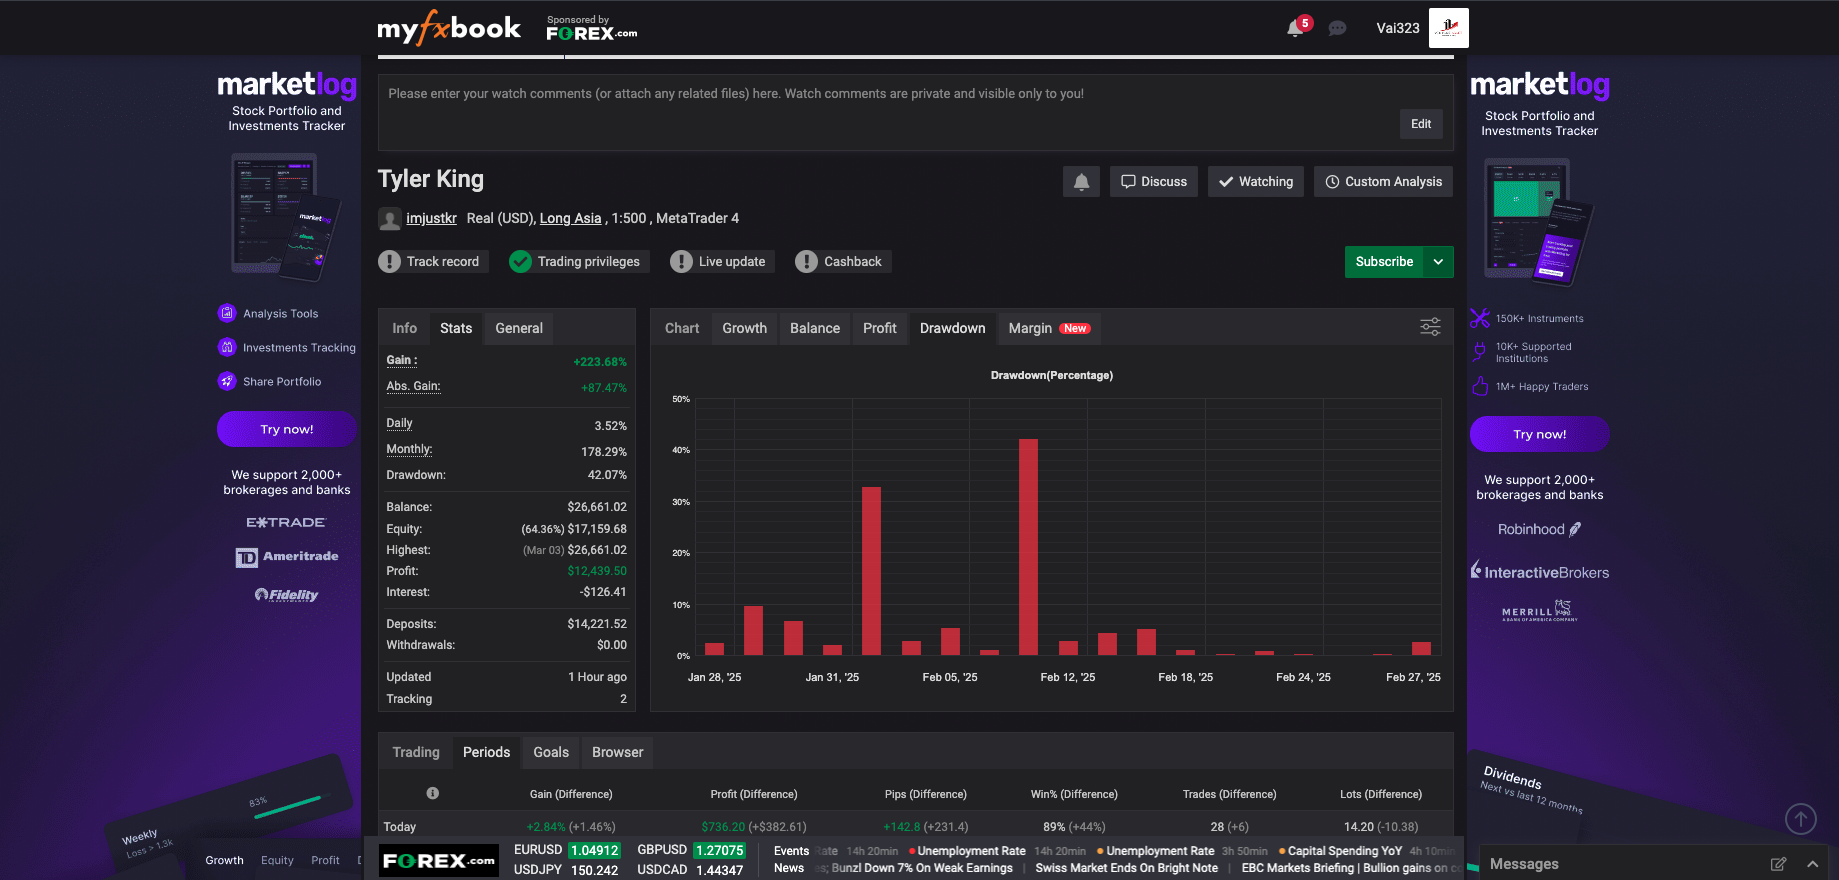 myfxbook
Sponsored by
FOREX.com
5
Vai323
marketlog
Stock Portfolio and
Investments Tracker
Analysis Tools
Investments Tracking
Share Portfolio
Try now!
We support 2,000+
brokerages and banks
E*TRADE
TD Ameritrade
Fidelity
83%
Weekly
Loss > 1.3k
Growth Equity Profit D
Please enter your watch comments (or attach any related files) here. Watch comments are private and visible only to you!
Edit
Tyler King
Discuss
Watching
Custom Analysis
imjustkr Real (USD), Long Asia , 1:500 , MetaTrader 4
Track record
Trading privileges
Live update
Cashback
Subscribe
Info Stats General
Gain : +223.68%
Abs. Gain: +87.47%
Daily 3.52%
Monthly: 178.29%
Drawdown: 42.07%
Balance: $26,661.02
Equity: (64.36%) $17,159.68
Highest: (Mar 03) $26,661.02
Profit: $12,439.50
Interest: -$126.41
Deposits: $14,221.52
Withdrawals: $0.00
Updated 1 Hour ago
Tracking 2
Chart Growth Balance Profit Drawdown Margin New
Drawdown(Percentage)
50%
40%
30%
20%
10%
0%
Jan 28, '25 Jan 31, '25 Feb 05, '25 Feb 12, '25 Feb 18, '25 Feb 24, '25 Feb 27, '25
Trading Periods Goals Browser
Gain (Difference) Profit (Difference) Pips (Difference) Win% (Difference) Trades (Difference) Lots (Difference)
Today +2.84% (+1.46%) $736.20 (+$382.61) +142.8 (+231.4) 89% (+44%) 28 (+6) 14.20 (-10.38)
FOREX.com
EURUSD 1.04912 GBPUSD 1.27075
USDJPY 150.242 USDCAD 1.44347
Events Rate 14h 20min Unemployment Rate 14h 20min Unemployment Rate 3h 50min Capital Spending YoY 4h 10min
News es; Bunzl Down 7% On Weak Earnings | Swiss Market Ends On Bright Note | EBC Markets Briefing | Bullion gains on co
marketlog
Stock Portfolio and
Investments Tracker
150K+ Instruments
10K+ Supported
Institutions
1M+ Happy Traders
Try now!
We support 2,000+
brokerages and banks
Robinhood
InteractiveBrokers
MERRILL
A BANK OF AMERICA COMPANY
Dividends
Next vs last 12 months
Messages